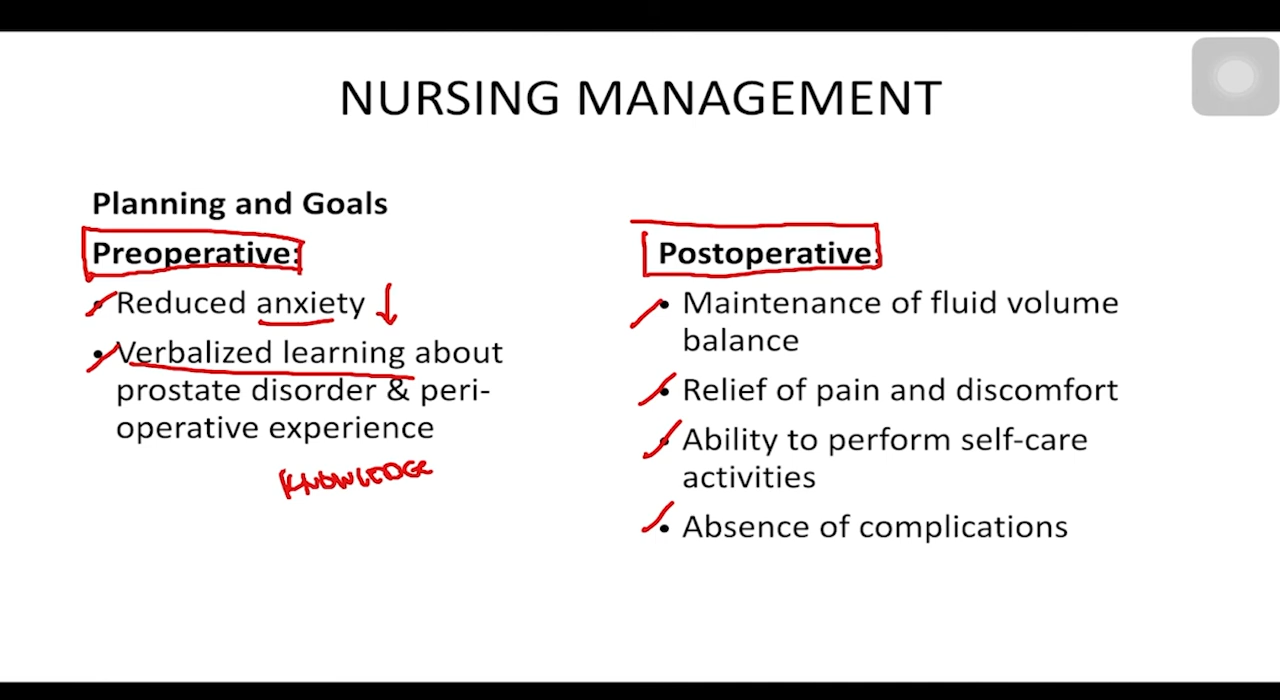 NURSING MANAGEMENT
Planning and Goals
Preoperative:
• Reduced anxiety ↓
• Verbalized learning about
prostate disorder & peri-
operative experience
KNOWLEDGE
Postoperative:
• Maintenance of fluid volume
balance
• Relief of pain and discomfort
• Ability to perform self-care
activities
• Absence of complications